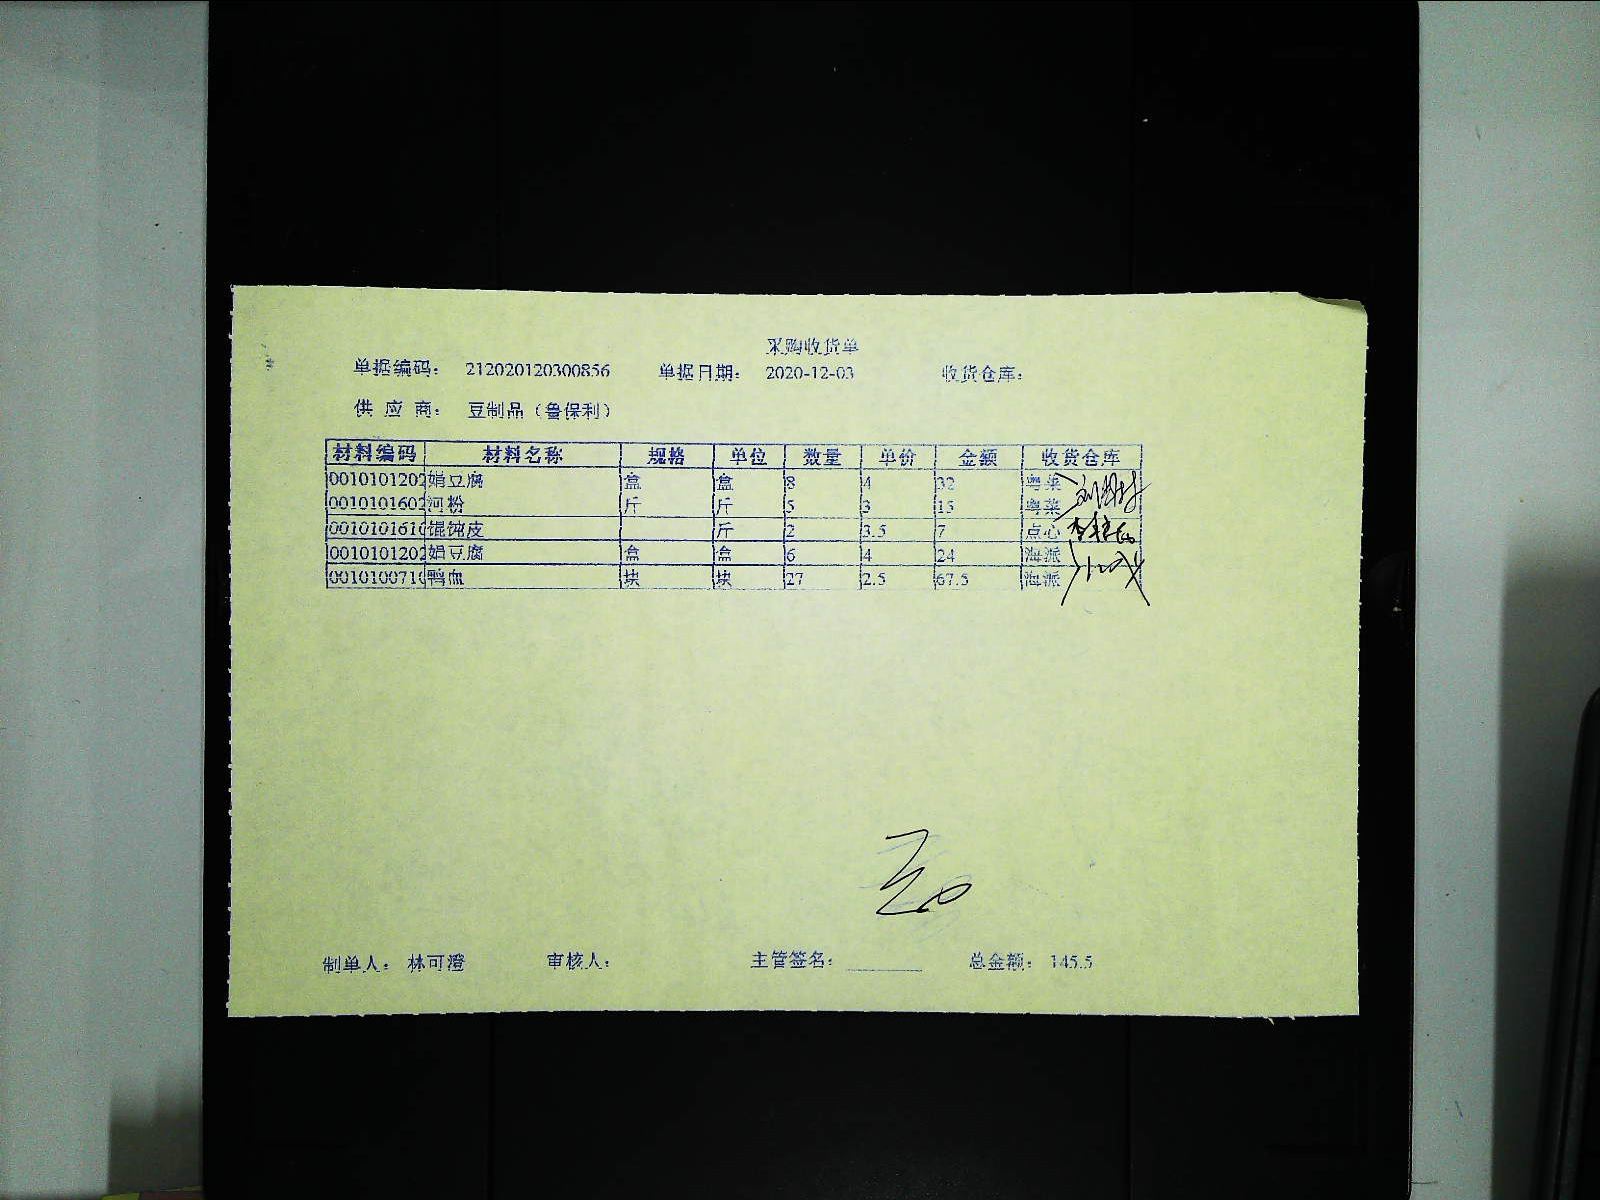 采购收货单
单据编码： 212020120300856 单据日期： 2020-12-03 收货仓库：
供 应 商： 豆制品（鲁保利）
材料编码 材料名称 规格 单位 数量 单价 金额 收货仓库
0010101202 娟豆腐 盒 盒 8 4 32 粤菜
0010101602 河粉 斤 斤 5 3 15 粤菜
0010101610 馄饨皮 斤 2 3.5 7 点心
0010101202 娟豆腐 盒 盒 6 4 24 海派
0010100710 鸭血 块 块 27 2.5 67.5 海派
制单人： 林可澄 审核人： 主管签名： 总金额： 145.5